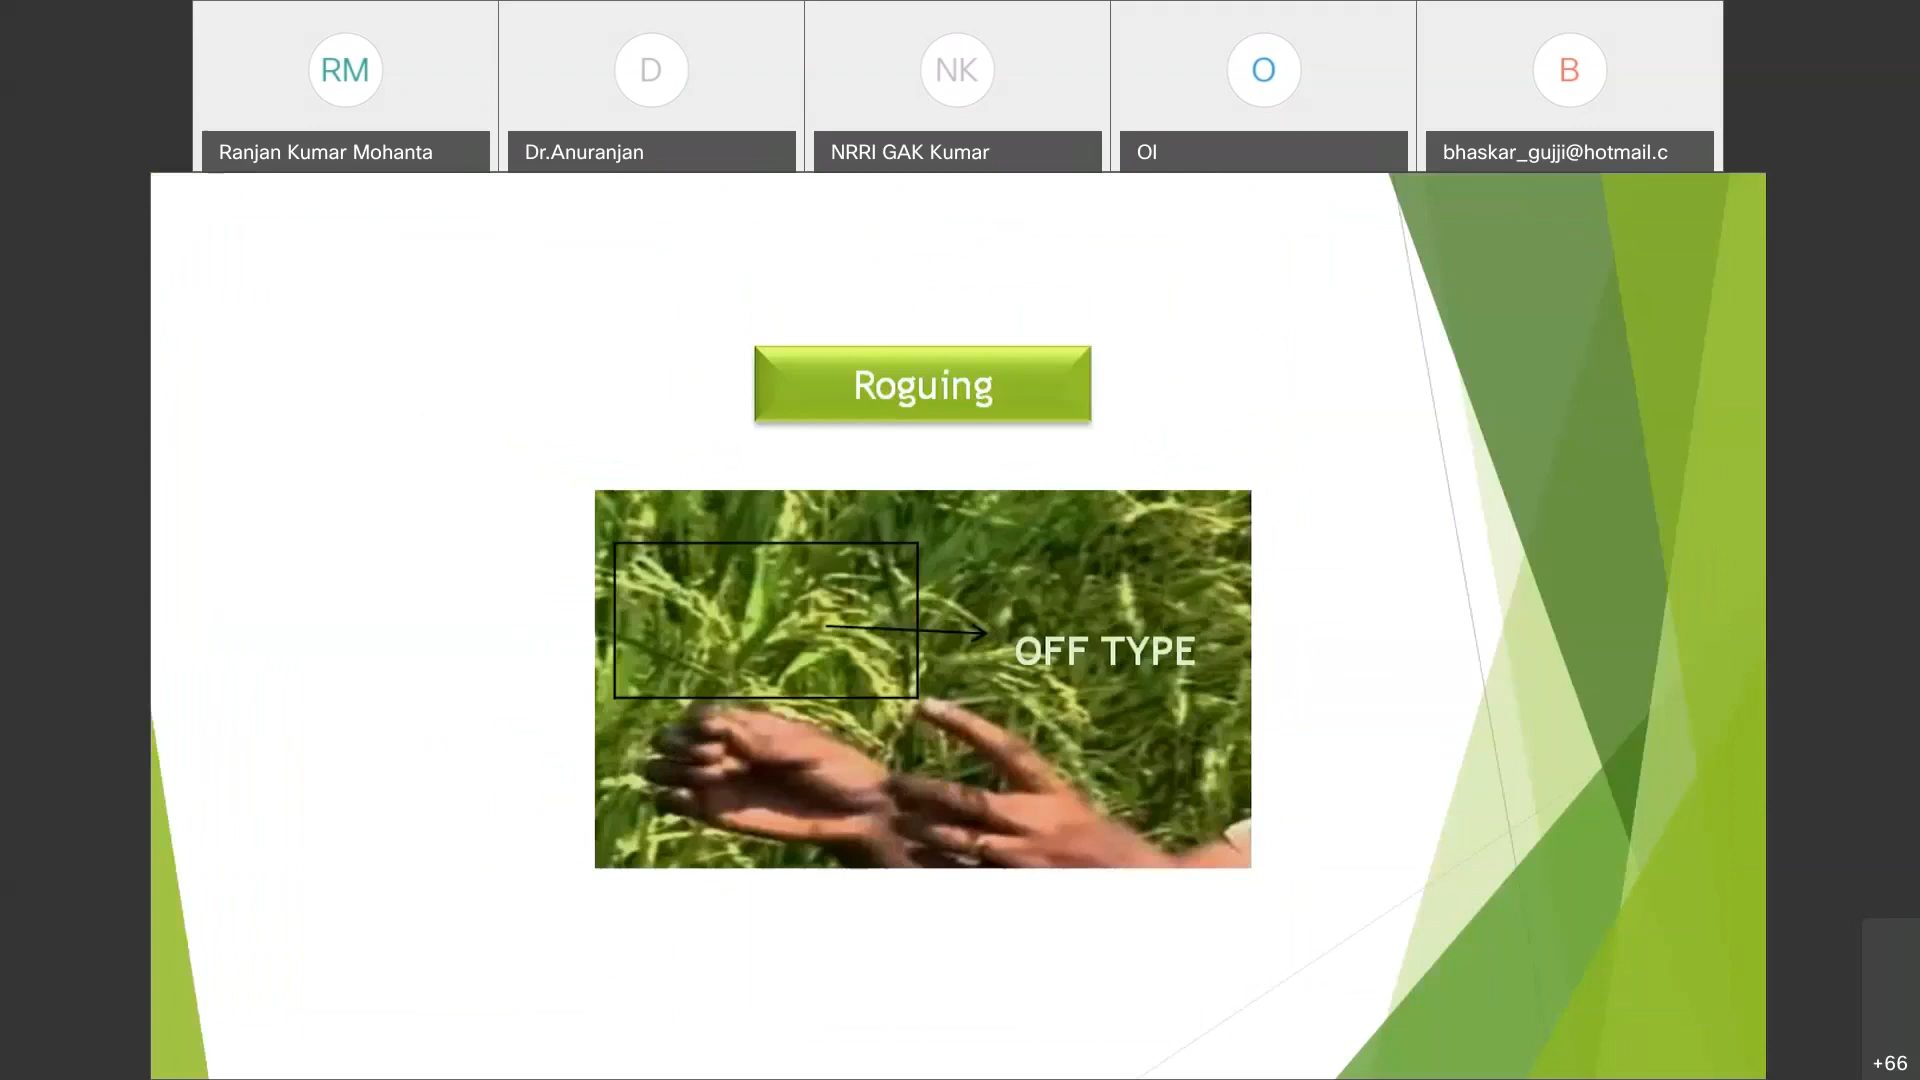 RM
D
NK
O
B
Ranjan Kumar Mohanta
Dr.Anuranjan
NRRI GAK Kumar
OI
bhaskar_gujji@hotmail.c
Roguing
OFF TYPE
+66